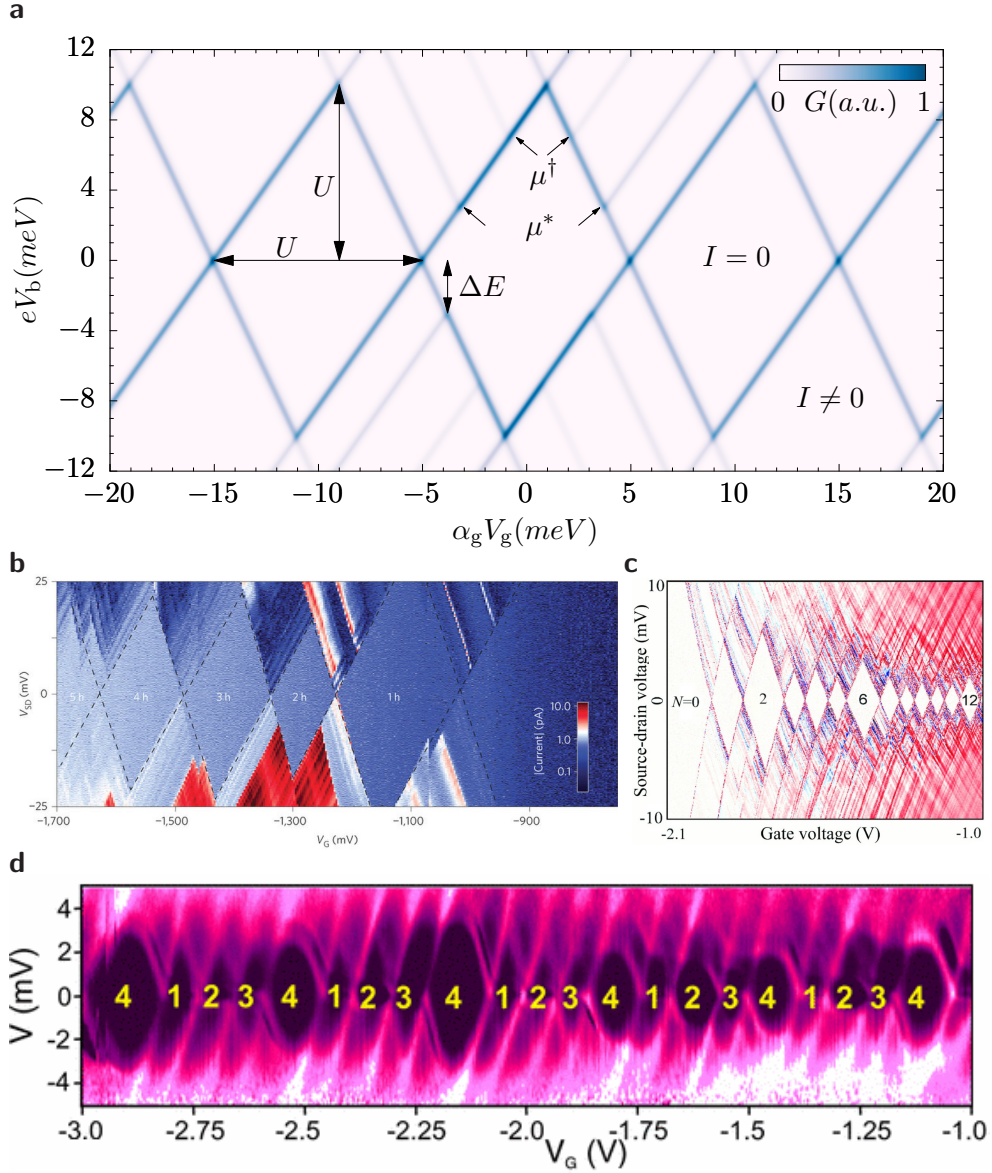 a
12
8
4
0
−4
−8
−12
eV_b(meV)
0 G(a.u.) 1
U
U
μ†
μ*
ΔE
I = 0
I ≠ 0
−20 −15 −10 −5 0 5 10 15 20
α_gV_g(meV)
b
25
0
−25
V_SD (mV)
5 h 4 h 3 h 2 h 1 h
|Current| (pA)
10.0
1.0
0.1
−1,700 −1,500 −1,300 −1,100 −900
V_G (mV)
c
10
0
-10
Source-drain voltage (mV)
N=0 2 6 12
-2.1 Gate voltage (V) -1.0
d
4
2
0
-2
-4
V (mV)
4 1 2 3 4 1 2 3 4 1 2 3 4 1 2 3 4 1 2 3 4
-3.0 -2.75 -2.5 -2.25 -2.0 -1.75 -1.5 -1.25 -1.0
V_G (V)